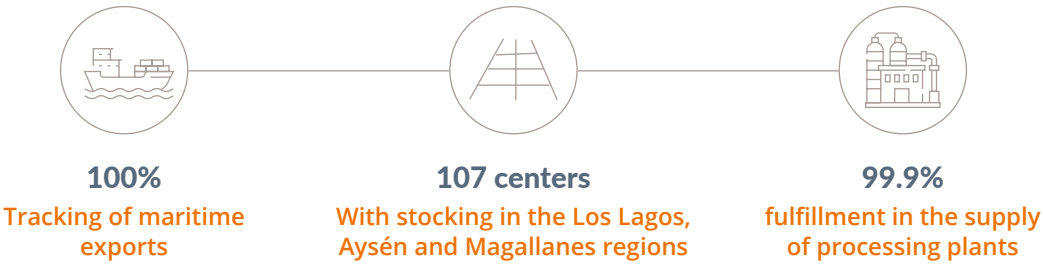 100%
Tracking of maritime
exports
107 centers
With stocking in the Los Lagos,
Aysén and Magallanes regions
99.9%
fulfillment in the supply
of processing plants